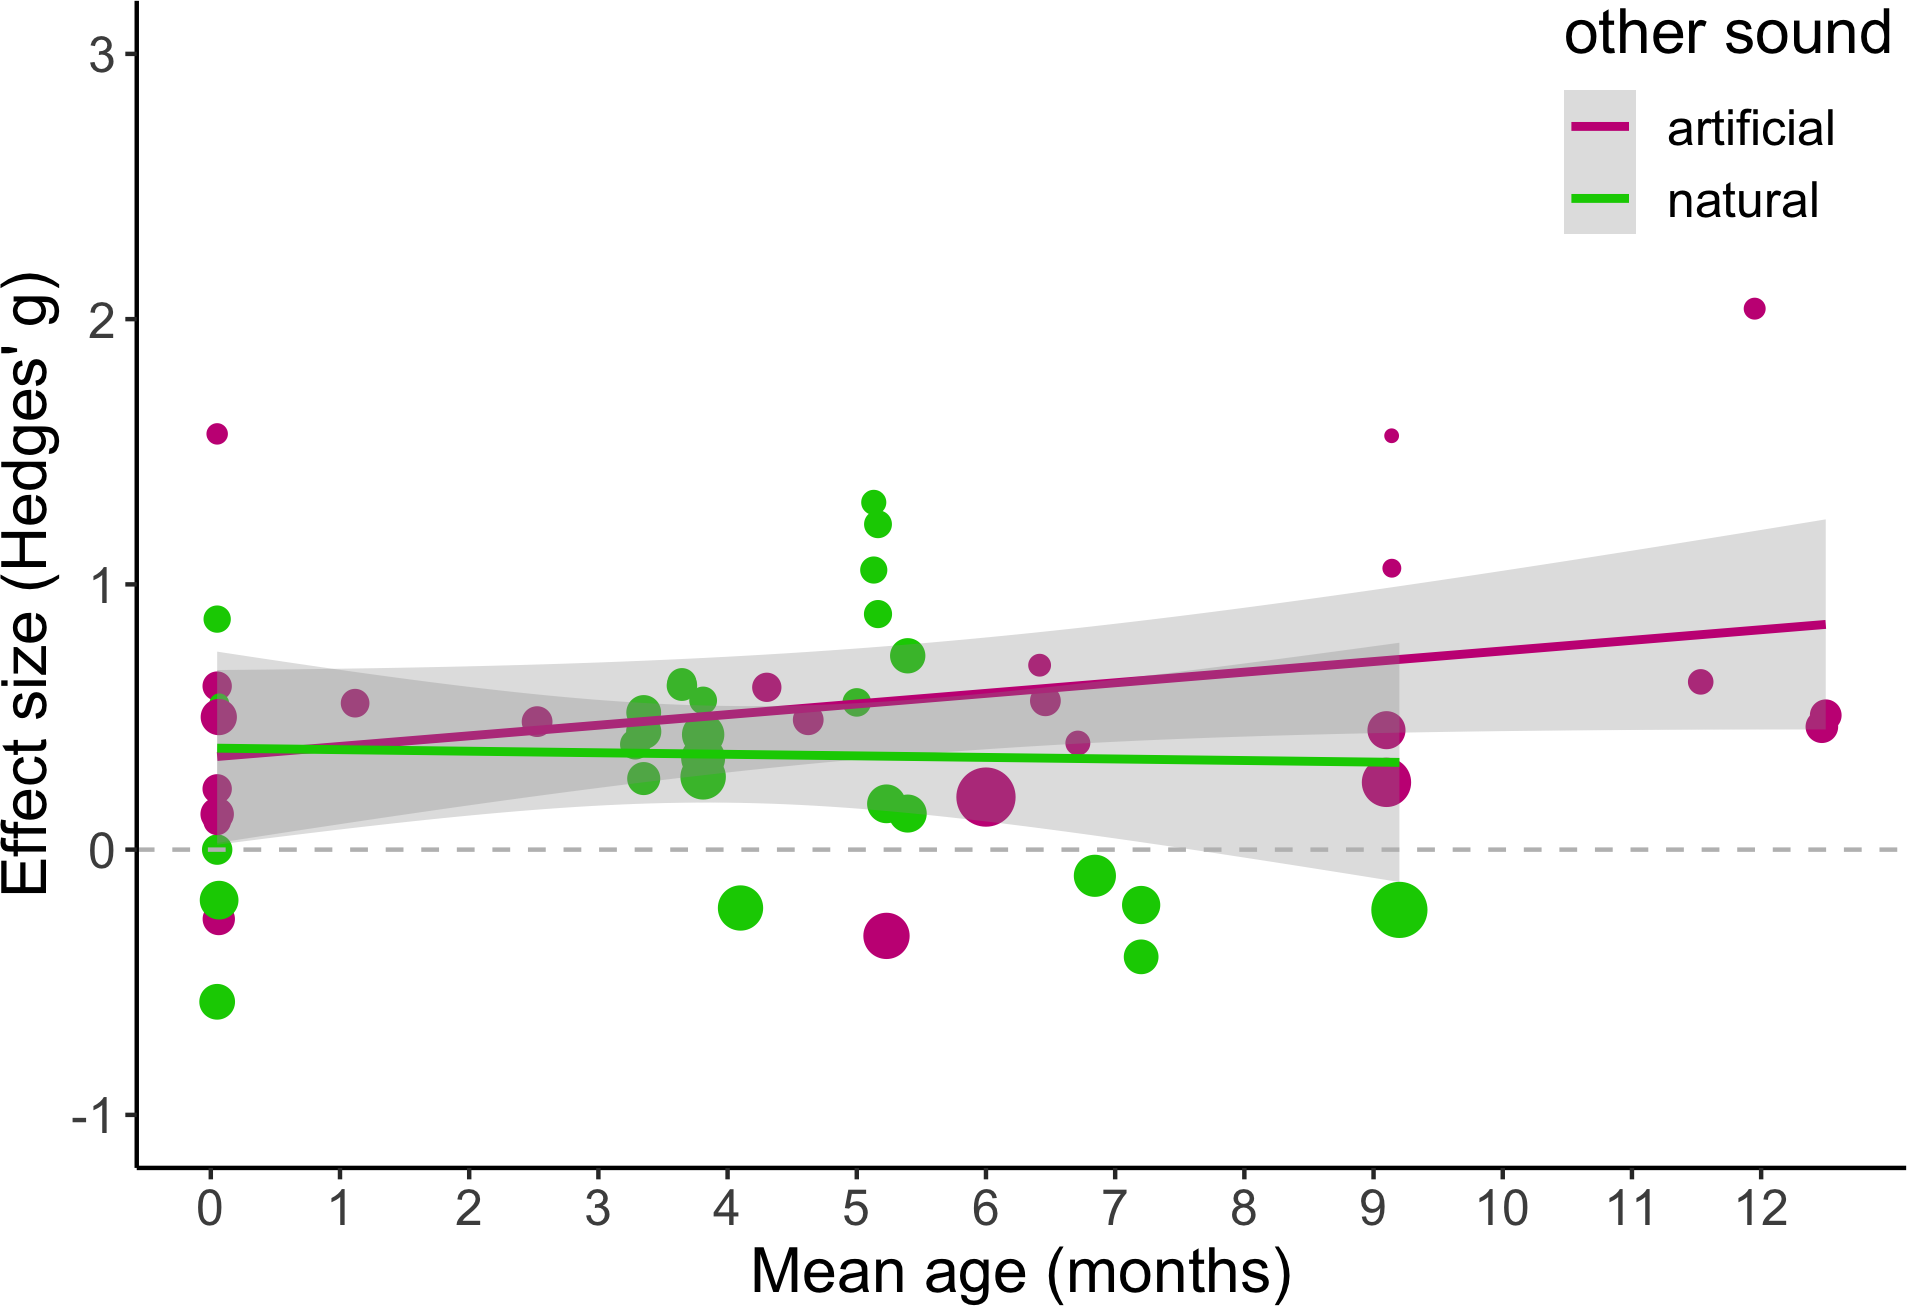 other sound
artificial
natural
Effect size (Hedges' g)
3
2
1
0
-1
0 1 2 3 4 5 6 7 8 9 10 11 12
Mean age (months)